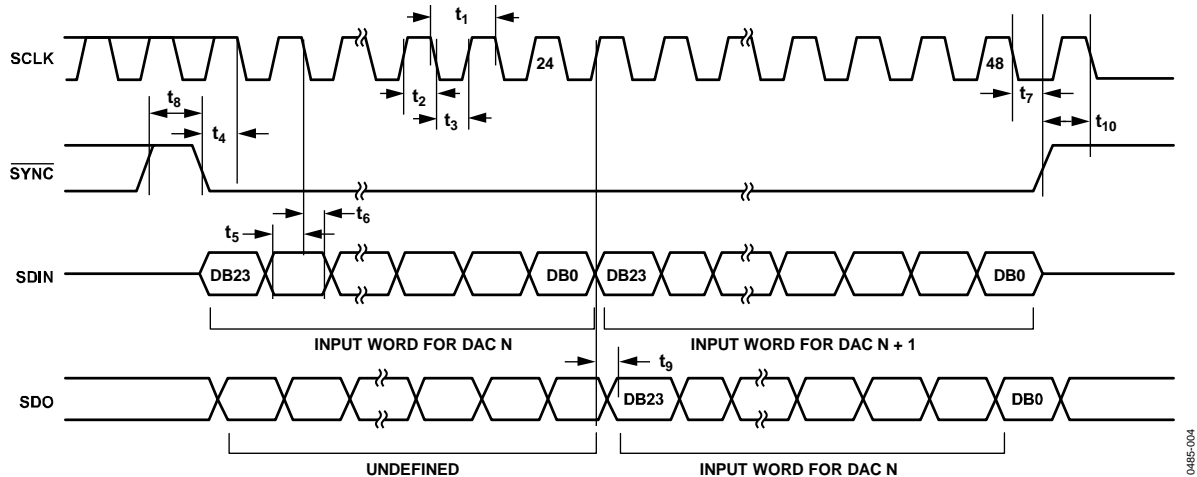 t1
SCLK
24
48
t2
t3
t7
t8
t4
t10
SYNC
t5
t6
SDIN
DB23
DB0
DB23
DB0
INPUT WORD FOR DAC N
INPUT WORD FOR DAC N + 1
t9
SDO
DB23
DB0
UNDEFINED
INPUT WORD FOR DAC N
0485-004